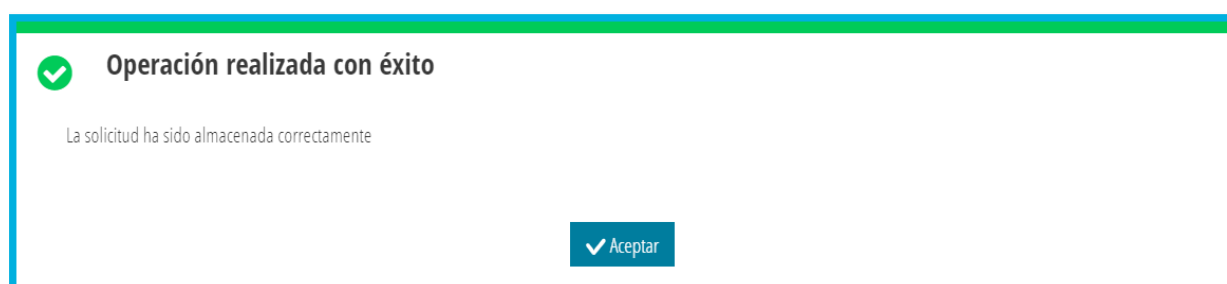 Operación realizada con éxito
La solicitud ha sido almacenada correctamente
Aceptar